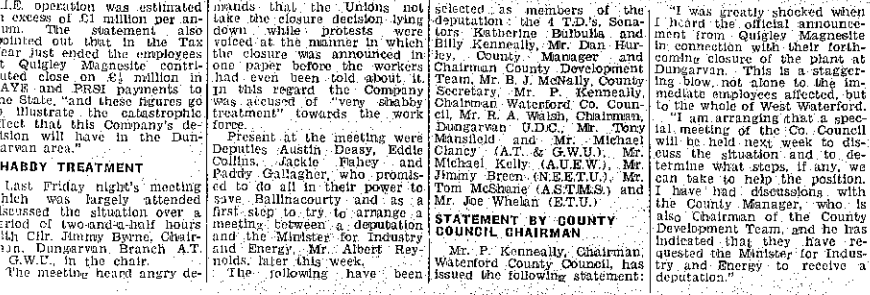 I.E. operation was estimated
in excess of £1 million per an-
num. The statement also
pointed out that in the Tax
Year just ended the employees
at Quigley Magnesite contri-
buted close on £½ million in
PAYE and PRSI payments to
the State, "and these figures go
to illustrate the catastrophic
effect that this Company's de-
cision will have in the Dun-
garvan area."
SHABBY TREATMENT
Last Friday night's meeting
which was largely attended
discussed the situation over a
period of two-and-a-half hours
with Cllr. Jimmy Byrne, Chair-
man, Dungarvan Branch A.T.
G.W.U., in the chair.
The meeting heard angry de-
mands that the Unions not
take the closure decision lying
down while protests were
voiced at the manner in which
the closure was announced in
one paper before the workers
had even been told about it.
In this regard the Company
was accused of "very shabby
treatment" towards the work
force.
Present at the meeting were
Deputies Austin Deasy, Eddie
Collins, Jackie Fahey and
Paddy Gallagher, who promis-
ed to do all in their power to
save Ballinacourty and as a
first step to try to arrange a
meeting between a deputation
and the Minister for Industry
and Energy, Mr. Albert Rey-
nolds, later this week.
The following have been
selected as members of the
deputation: the 4 T.D.'s, Sena-
tors Katherine Bulbulia and
Billy Kenneally, Mr. Dan Hur-
ley, County Manager and
Chairman County Development
Team, Mr. B. J. McNally, County
Secretary, Mr. P. Kenneally,
Chairman Waterford Co. Coun-
cil, Mr. R. A. Walsh, Chairman,
Dungarvan U.D.C., Mr. Tony
Mansfield and Mr. Michael
Clancy (A.T. & G.W.U.), Mr.
Michael Kelly (A.U.E.W.), Mr.
Jimmy Breen (N.E.E.T.U.), Mr.
Tom McShane (A.S.T.M.S.) and
Mr. Joe Whelan (E.T.U.)
STATEMENT BY COUNTY
COUNCIL CHAIRMAN
Mr. P. Kenneally, Chairman,
Waterford County Council, has
issued the following statement:
"I was greatly shocked when
I heard the official announce-
ment from Quigley Magnesite
in connection with their forth-
coming closure of the plant at
Dungarvan. This is a stagger-
ing blow, not alone to the im-
mediate employees affected, but
to the whole of West Waterford.
"I am arranging that a spec-
ial meeting of the Co. Council
will be held next week to dis-
cuss the situation and to de-
termine what steps, if any, we
can take to help the position.
I have had discussions with
the County Manager, who is
also Chairman of the County
Development Team, and he has
indicated that they have re-
quested the Minister for Indus-
try and Energy to receive a
deputation."